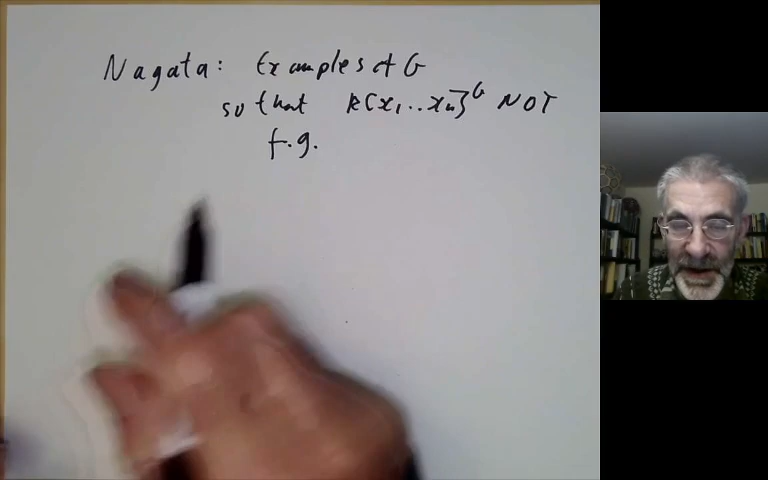 Nagata: Examples of G
so that k[x₁..xₙ]ᴳ NOT
f.g.